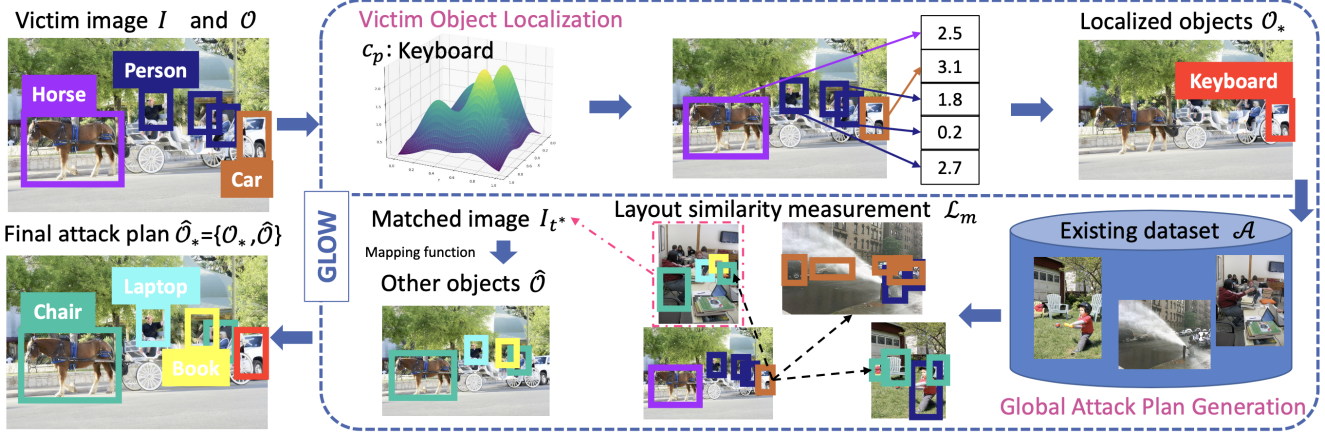 Victim image I and 𝒪
Horse
Person
Car
Victim Object Localization
c_p: Keyboard
2.5
3.1
1.8
0.2
2.7
Localized objects 𝒪_*
Keyboard
GLOW
Existing dataset 𝒜
Global Attack Plan Generation
Layout similarity measurement ℒ_m
Matched image I_{t*}
Mapping function
Other objects 𝒪̂
Final attack plan 𝒪̂_*={𝒪_*,𝒪̂}
Laptop
Chair
Book